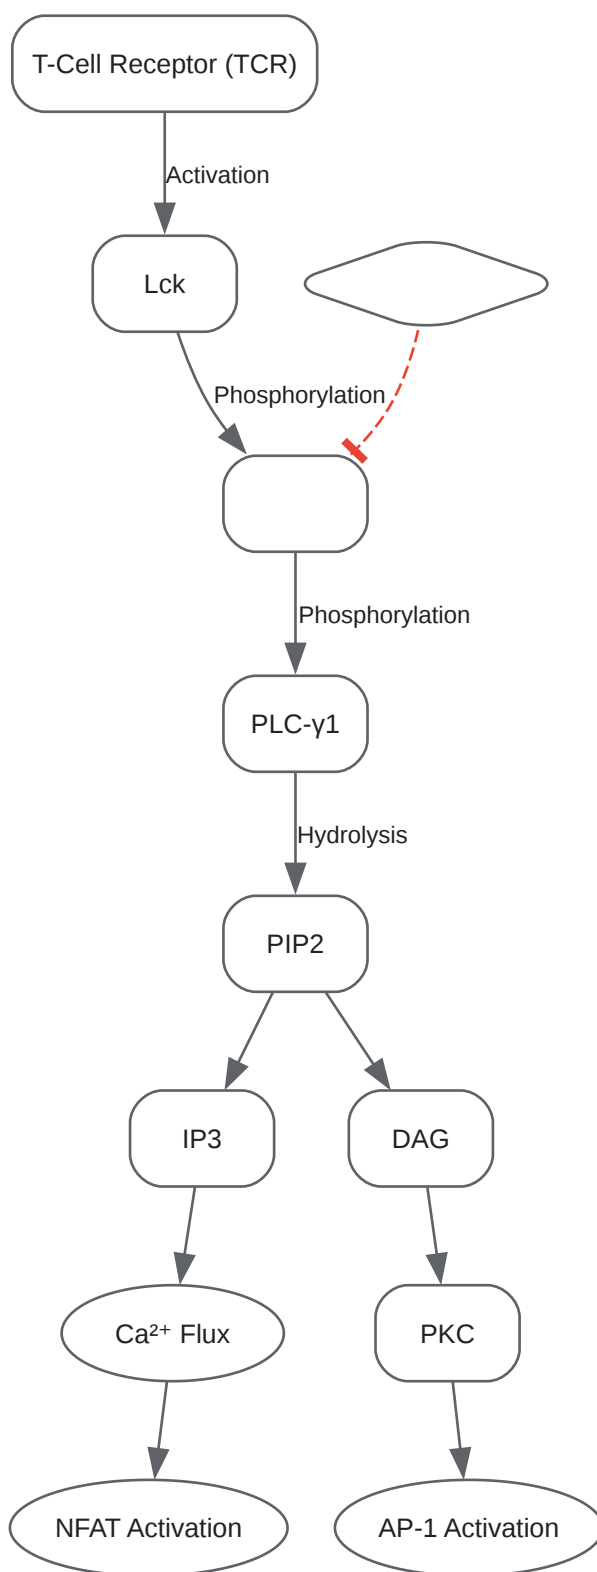 T-Cell Receptor (TCR)
Activation
Lck
Phosphorylation
Phosphorylation
PLC-γ1
Hydrolysis
PIP2
IP3
DAG
Ca²⁺ Flux
PKC
NFAT Activation
AP-1 Activation